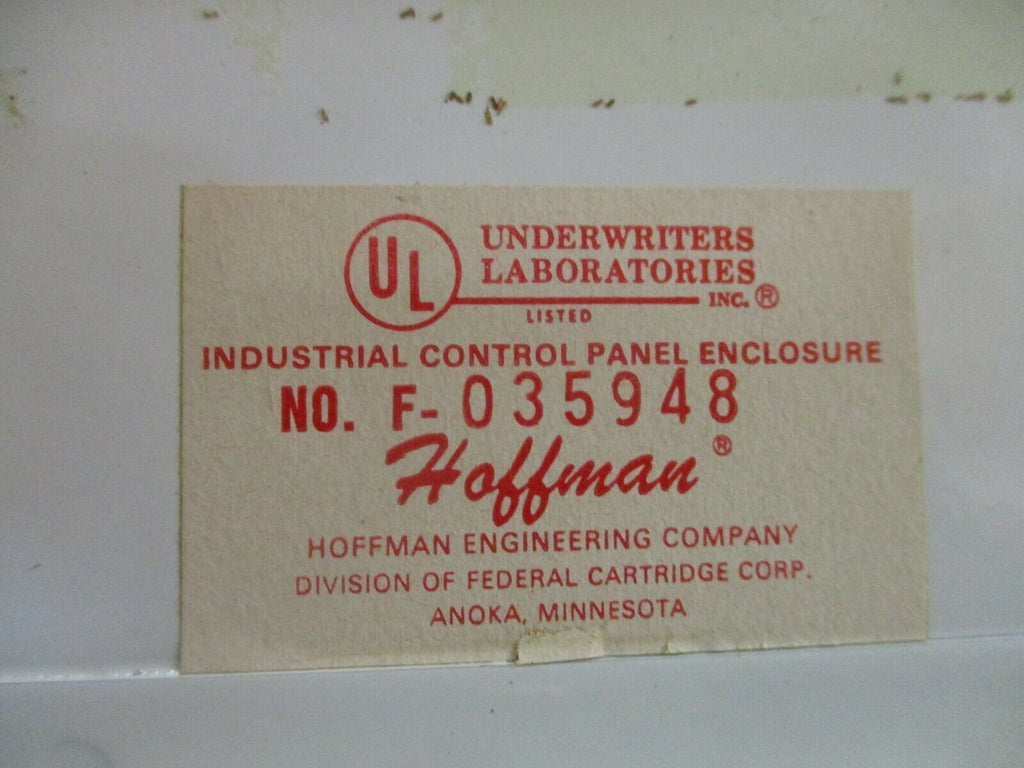 UL
UNDERWRITERS
LABORATORIES
INC.®
LISTED
INDUSTRIAL CONTROL PANEL ENCLOSURE
NO. F-035948
Hoffman®
HOFFMAN ENGINEERING COMPANY
DIVISION OF FEDERAL CARTRIDGE CORP.
ANOKA, MINNESOTA